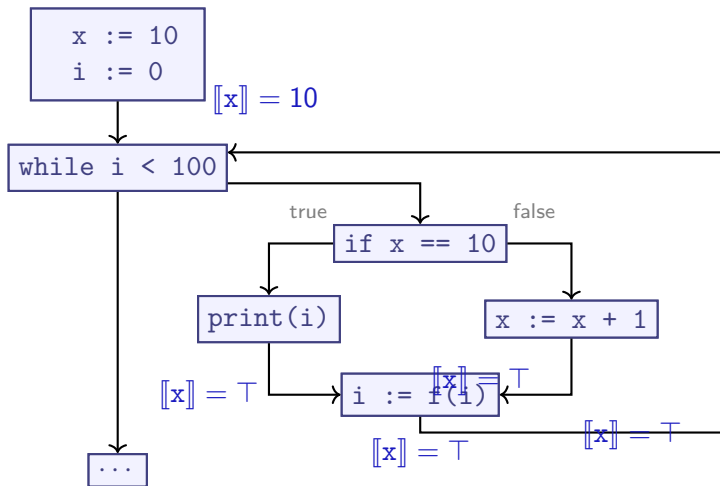 x := 10
i := 0
⟦x⟧ = 10
while i < 100
true
false
if x == 10
print(i)
x := x + 1
⟦x⟧ = ⊤
⟦x⟧ = ⊤
i := f(i)
⟦x⟧ = ⊤
⟦x⟧ = ⊤
...